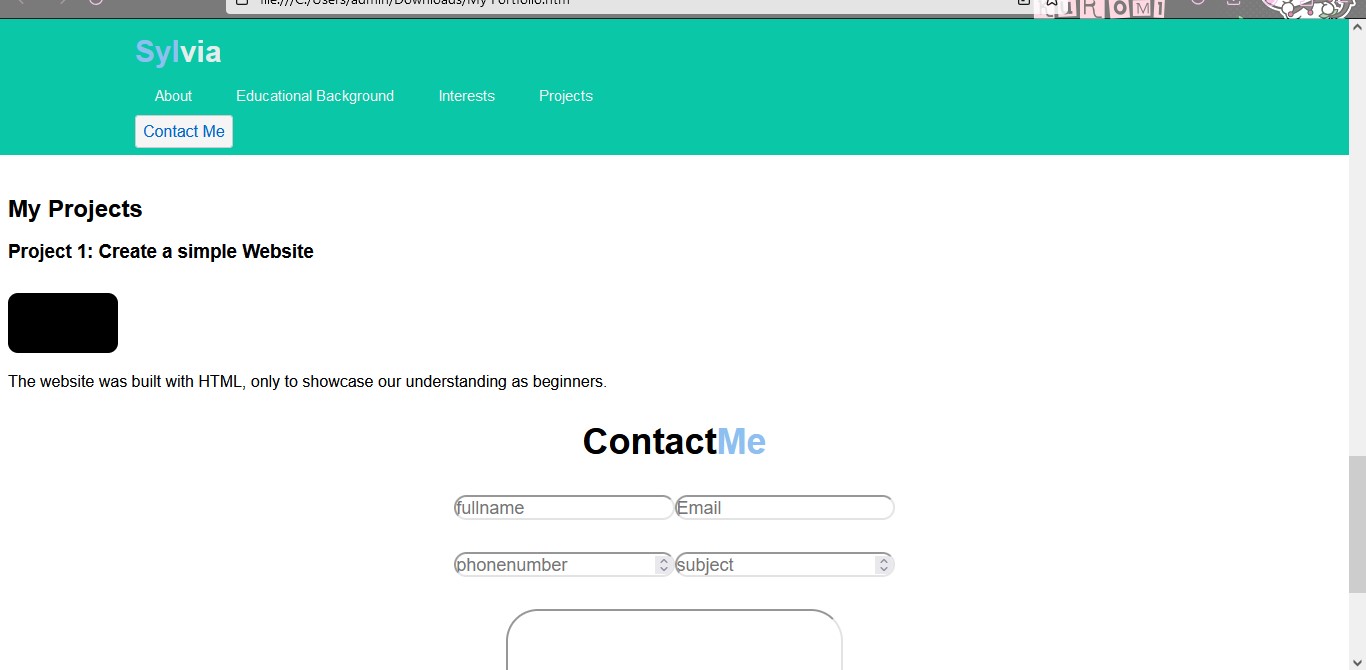 file:///C:/Users/admin/Downloads/My Portfolio.htm
KUROMI
Sylvia
About Educational Background Interests Projects
Contact Me
My Projects
Project 1: Create a simple Website
The website was built with HTML, only to showcase our understanding as beginners.
ContactMe
fullname Email
phonenumber subject